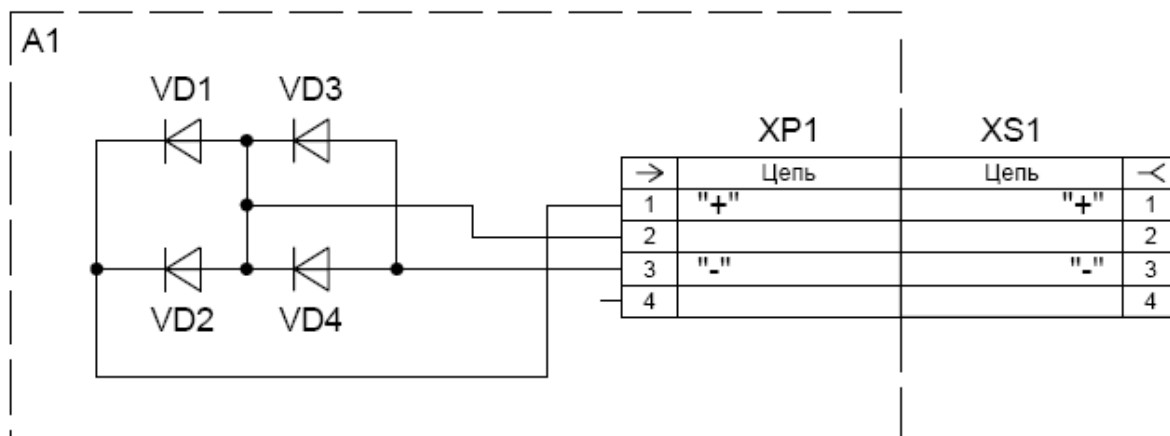 A1
VD1 VD3
VD2 VD4
XP1 XS1
Цепь Цепь
1 "+" "+" 1
2 2
3 "-" "-" 3
4 4